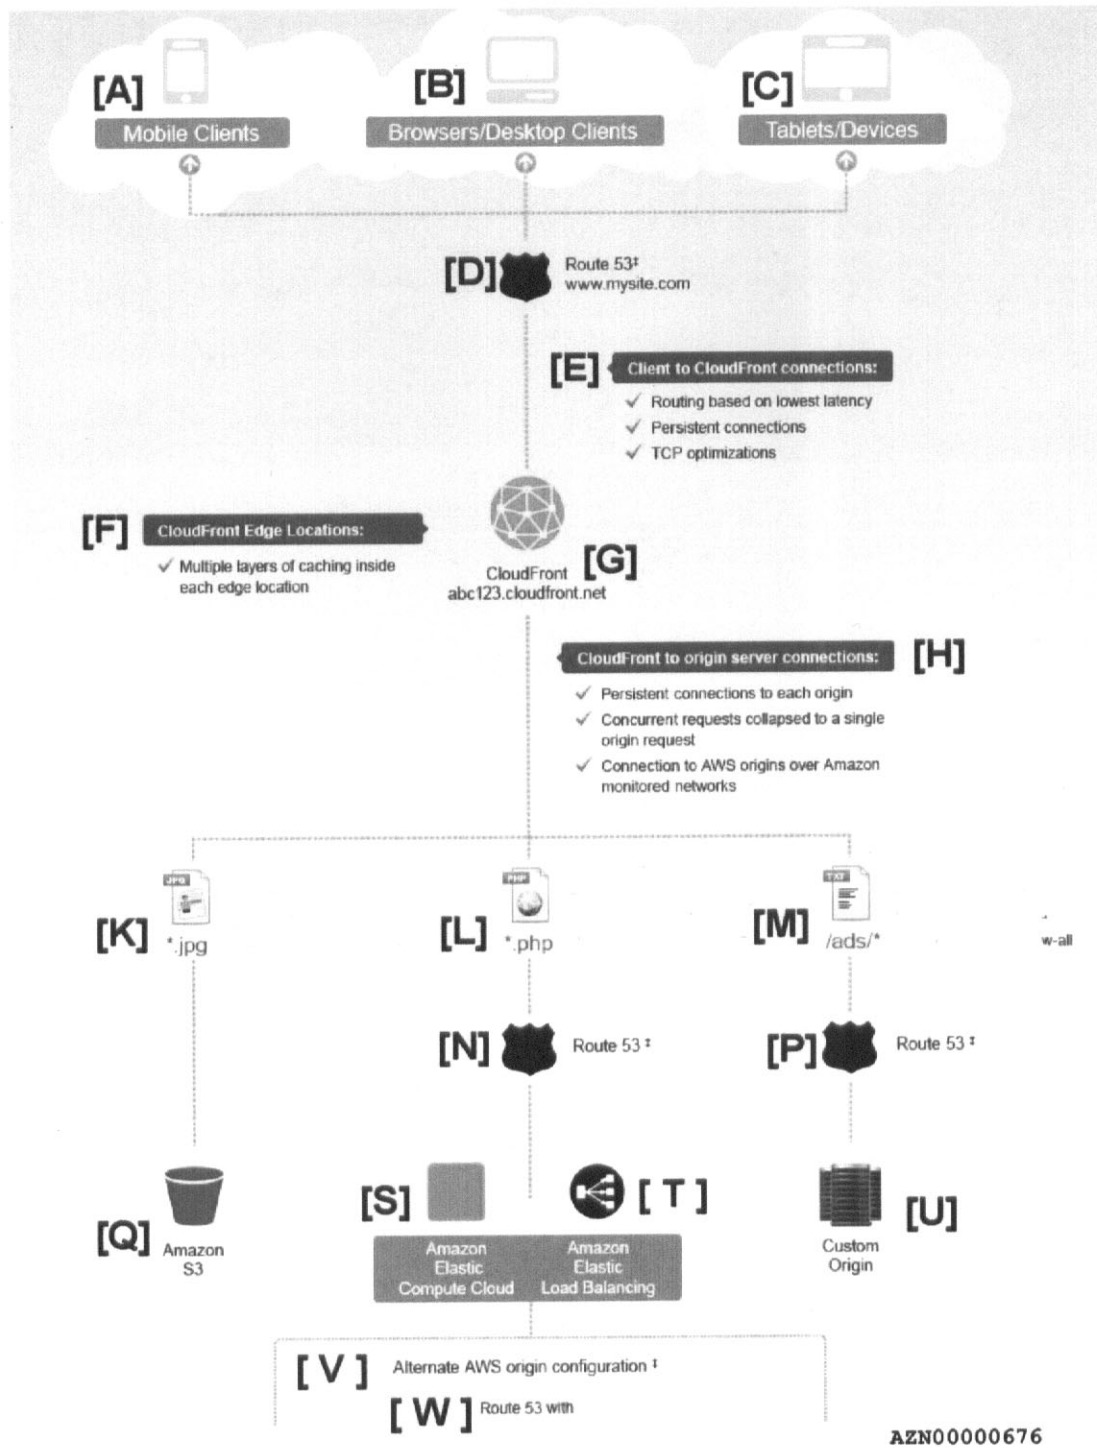 [A]
[B]
[C]
Mobile Clients
Browsers/Desktop Clients
Tablets/Devices
[D]
Route 53‡
www.mysite.com
[E]
Client to CloudFront connections:
✓ Routing based on lowest latency
✓ Persistent connections
✓ TCP optimizations
[F]
CloudFront Edge Locations:
✓ Multiple layers of caching inside
each edge location
[G]
CloudFront
abc123.cloudfront.net
CloudFront to origin server connections:
[H]
✓ Persistent connections to each origin
✓ Concurrent requests collapsed to a single
origin request
✓ Connection to AWS origins over Amazon
monitored networks
JPG
[K]
*.jpg
PHP
[L]
*.php
TXT
[M]
/ads/*
w-all
[N]
Route 53 ‡
[P]
Route 53 ‡
[Q]
Amazon
S3
[S]
[ T ]
Amazon
Elastic
Compute Cloud
Amazon
Elastic
Load Balancing
[U]
Custom
Origin
[ V ]
Alternate AWS origin configuration ‡
[ W ]
Route 53 with
AZN00000676